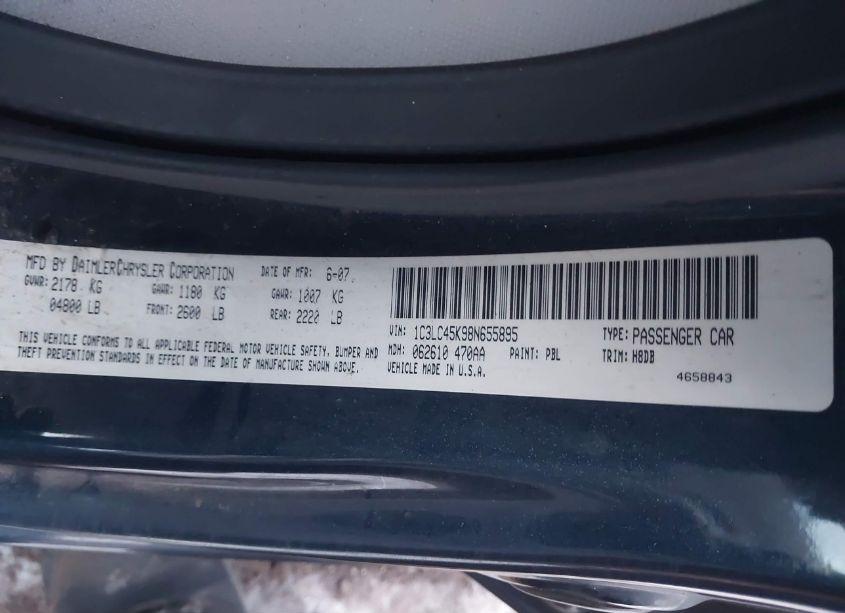 MFD BY DAIMLERCHRYSLER CORPORATION DATE OF MFR: 6-07
GVWR: 2178 KG GAWR: 1180 KG GAWR: 1007 KG
04800 LB FRONT: 2600 LB REAR: 2220 LB
THIS VEHICLE CONFORMS TO ALL APPLICABLE FEDERAL MOTOR VEHICLE SAFETY, BUMPER AND
THEFT PREVENTION STANDARDS IN EFFECT ON THE DATE OF MANUFACTURE SHOWN ABOVE.
VIN: 1C3LC45K98N655895 TYPE: PASSENGER CAR
MDH: 062610 470AA PAINT: PBL TRIM: H8DB
VEHICLE MADE IN U.S.A.
4658843